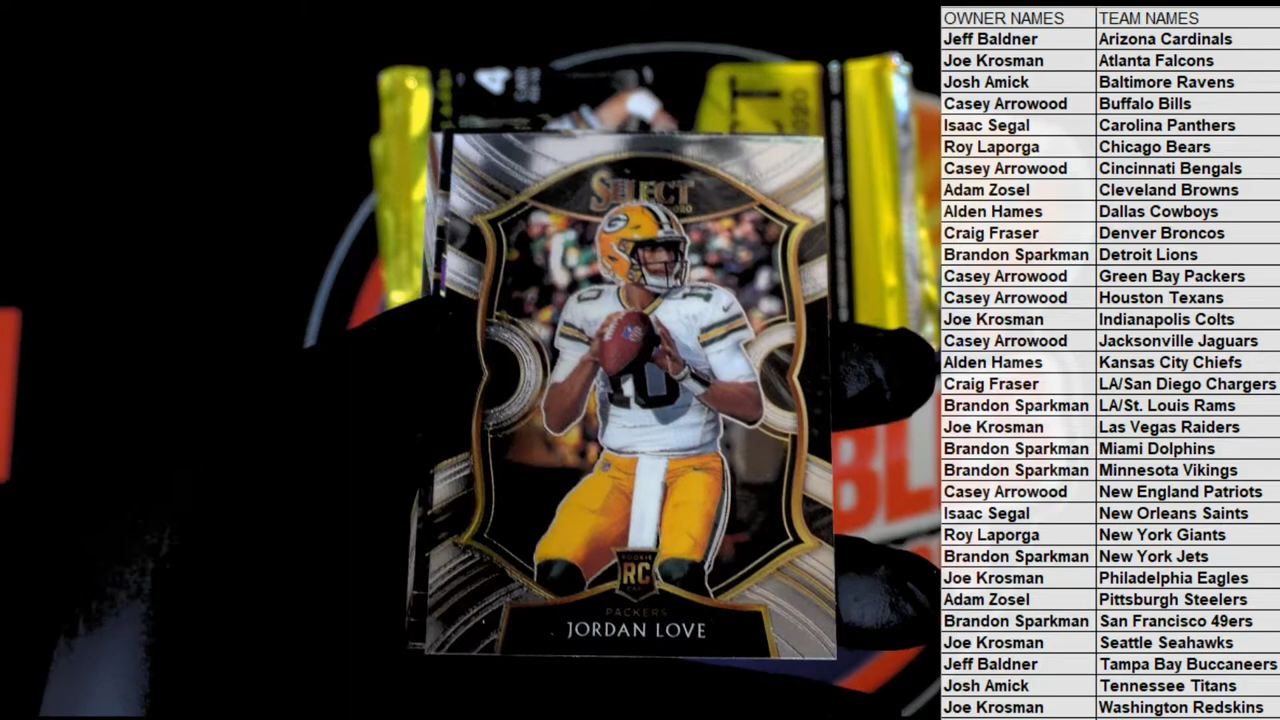 4
SELECT
2020
G
10
10
RC
PACKERS
JORDAN LOVE
BL
OWNER NAMES TEAM NAMES
Jeff Baldner Arizona Cardinals
Joe Krosman Atlanta Falcons
Josh Amick Baltimore Ravens
Casey Arrowood Buffalo Bills
Isaac Segal Carolina Panthers
Roy Laporga Chicago Bears
Casey Arrowood Cincinnati Bengals
Adam Zosel Cleveland Browns
Alden Hames Dallas Cowboys
Craig Fraser Denver Broncos
Brandon Sparkman Detroit Lions
Casey Arrowood Green Bay Packers
Casey Arrowood Houston Texans
Joe Krosman Indianapolis Colts
Casey Arrowood Jacksonville Jaguars
Alden Hames Kansas City Chiefs
Craig Fraser LA/San Diego Chargers
Brandon Sparkman LA/St. Louis Rams
Joe Krosman Las Vegas Raiders
Brandon Sparkman Miami Dolphins
Brandon Sparkman Minnesota Vikings
Casey Arrowood New England Patriots
Isaac Segal New Orleans Saints
Roy Laporga New York Giants
Brandon Sparkman New York Jets
Joe Krosman Philadelphia Eagles
Adam Zosel Pittsburgh Steelers
Brandon Sparkman San Francisco 49ers
Joe Krosman Seattle Seahawks
Jeff Baldner Tampa Bay Buccaneers
Josh Amick Tennessee Titans
Joe Krosman Washington Redskins